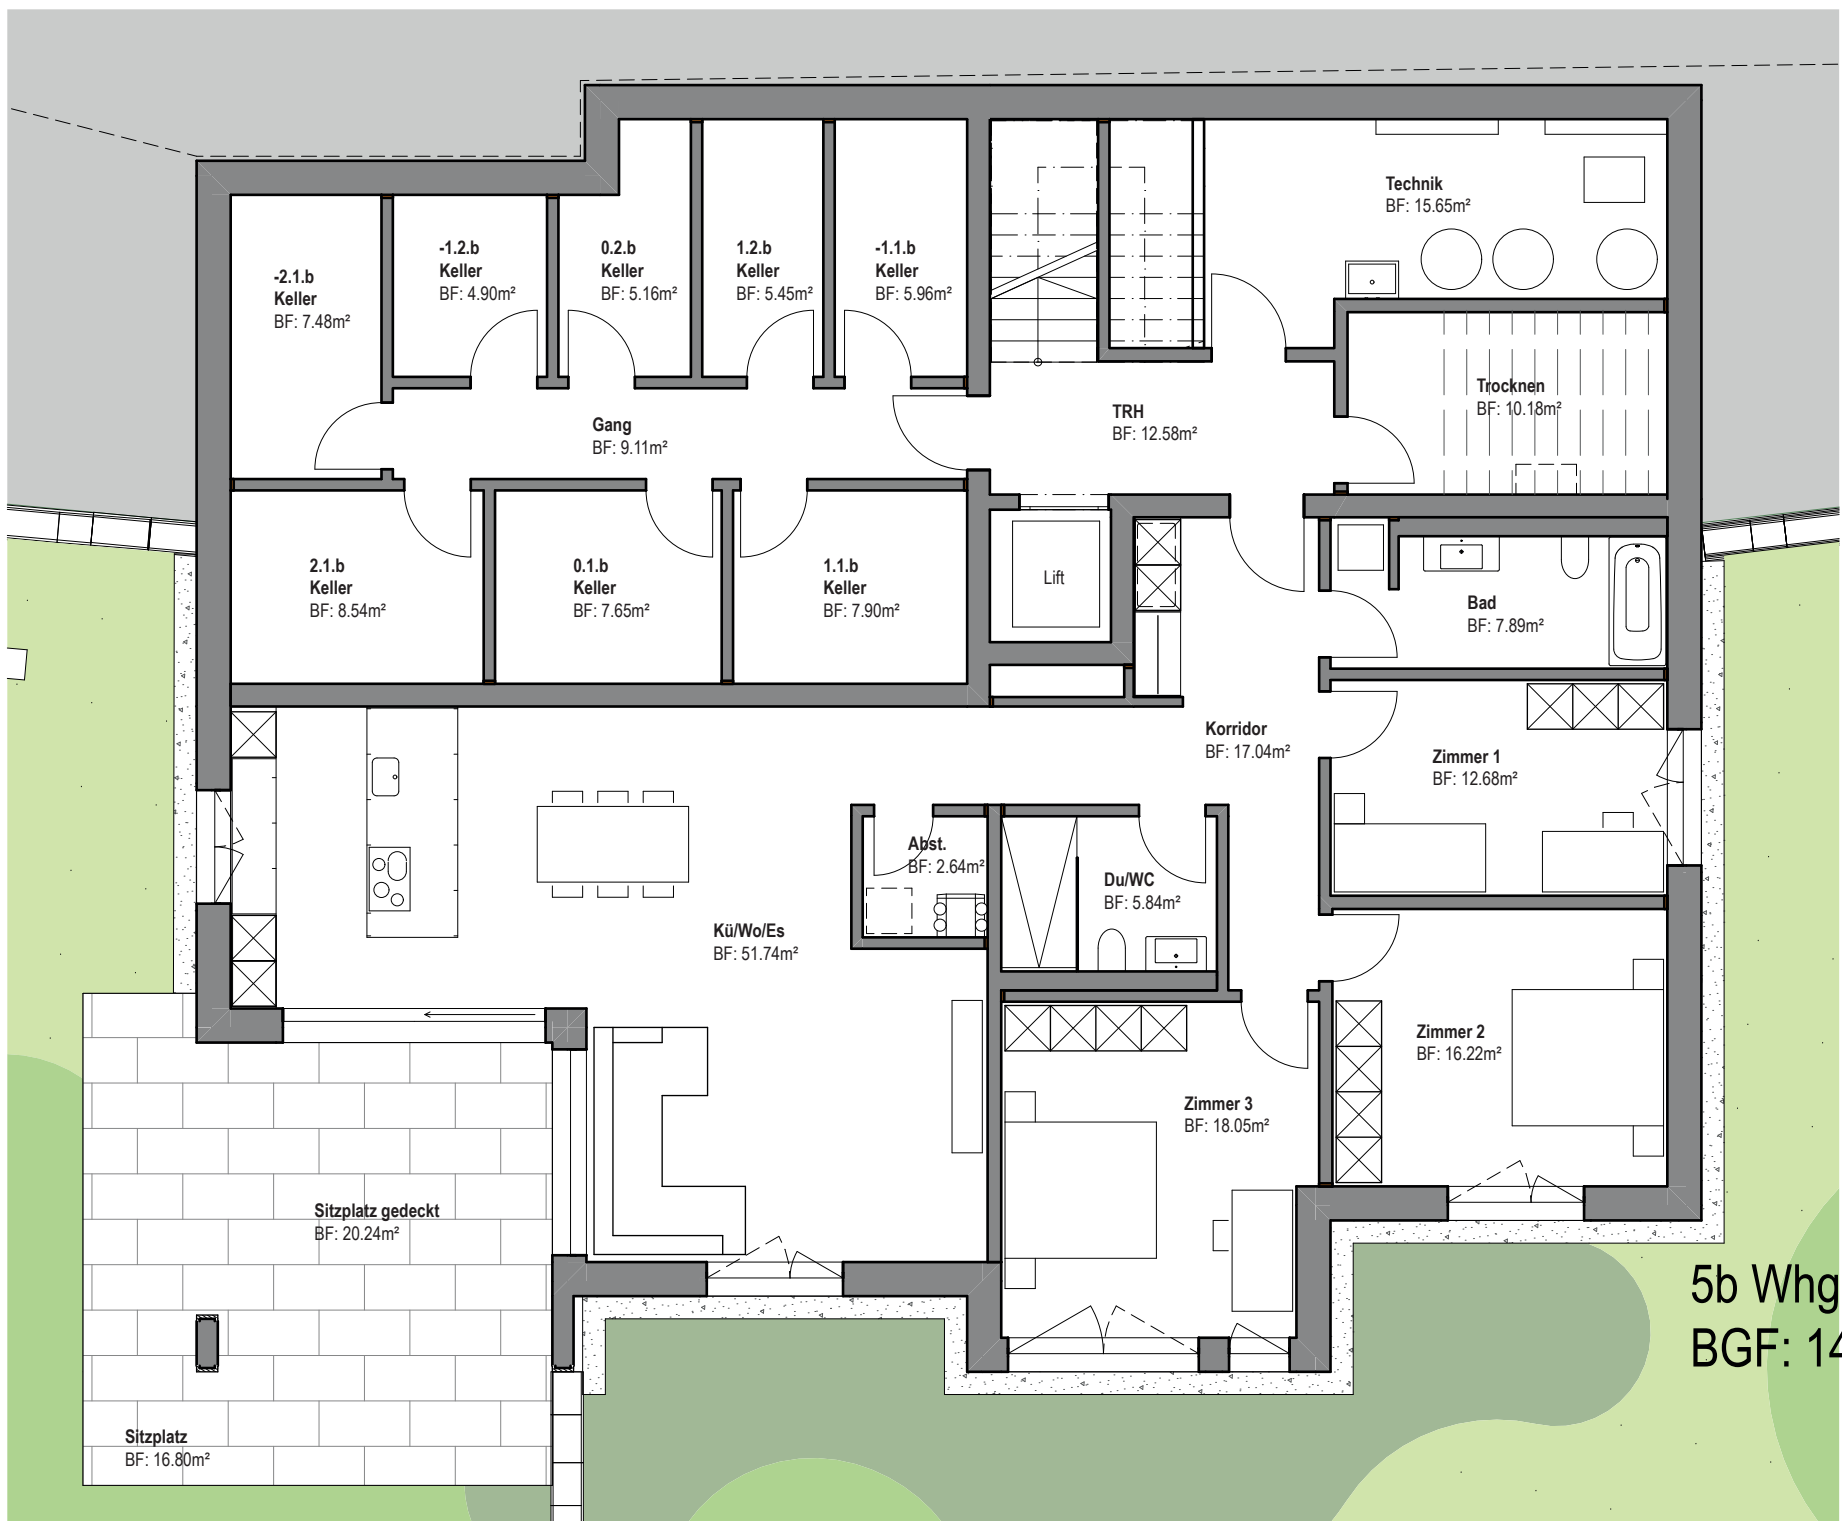 Technik
BF: 15.65m²
-1.2.b
Keller
BF: 4.90m²
0.2.b
Keller
BF: 5.16m²
1.2.b
Keller
BF: 5.45m²
-1.1.b
Keller
BF: 5.96m²
-2.1.b
Keller
BF: 7.48m²
Trocknen
BF: 10.18m²
Gang
BF: 9.11m²
TRH
BF: 12.58m²
2.1.b
Keller
BF: 8.54m²
0.1.b
Keller
BF: 7.65m²
1.1.b
Keller
BF: 7.90m²
Lift
Bad
BF: 7.89m²
Korridor
BF: 17.04m²
Zimmer 1
BF: 12.68m²
Abst.
BF: 2.64m²
Du/WC
BF: 5.84m²
Kü/Wo/Es
BF: 51.74m²
Zimmer 2
BF: 16.22m²
Zimmer 3
BF: 18.05m²
Sitzplatz gedeckt
BF: 20.24m²
5b Whg
BGF: 14
Sitzplatz
BF: 16.80m²